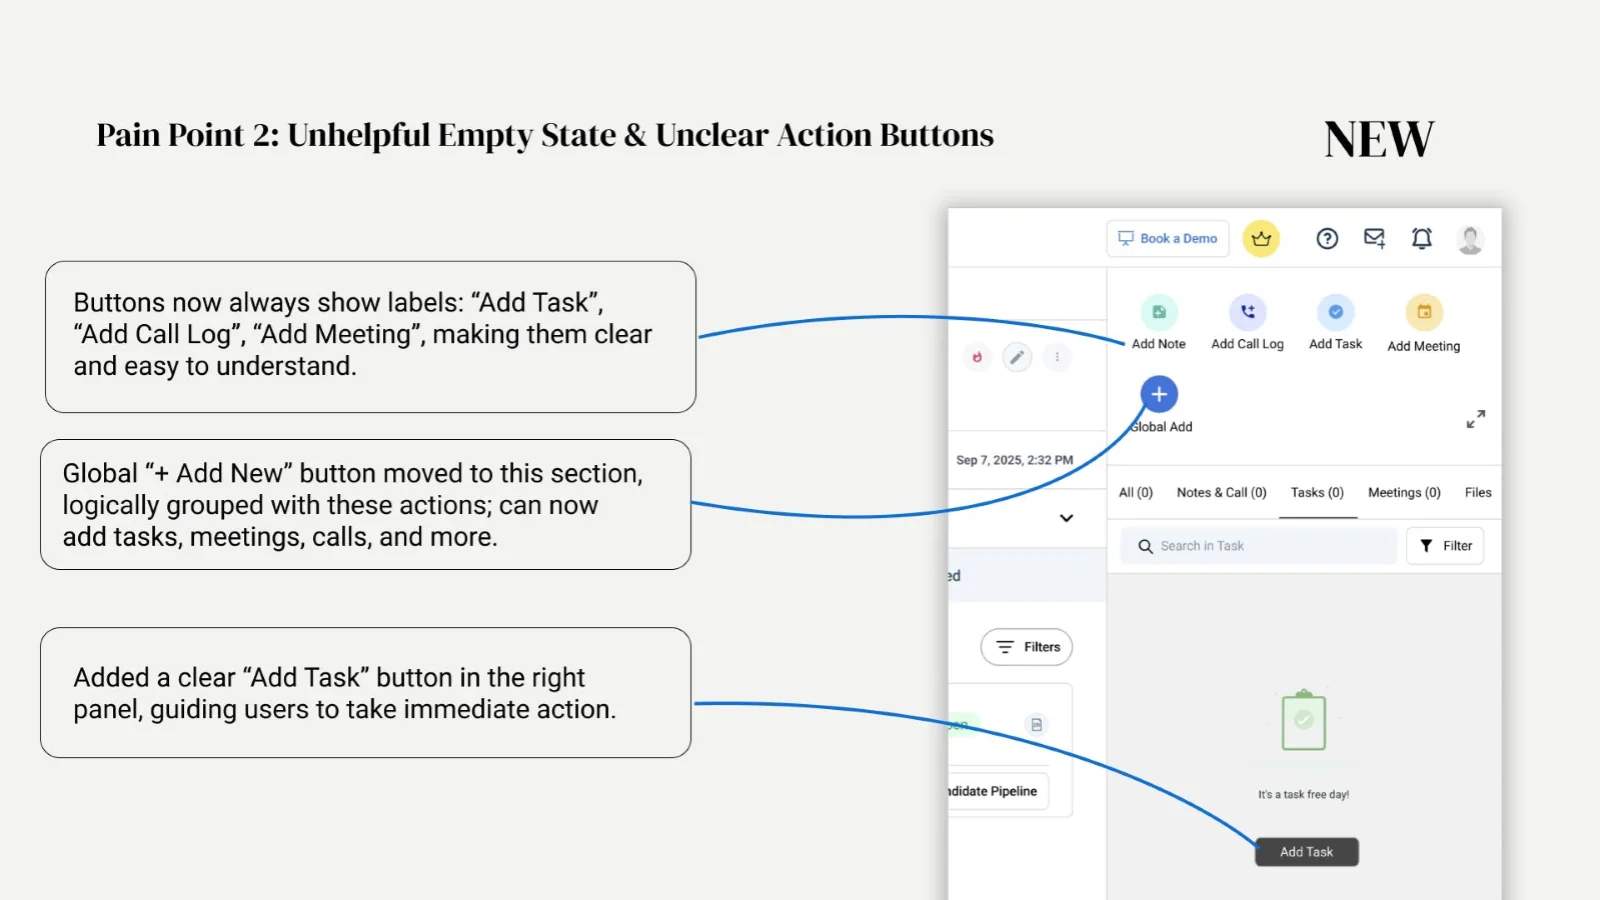 Pain Point 2: Unhelpful Empty State & Unclear Action Buttons
NEW
Buttons now always show labels: “Add Task”,
“Add Call Log”, “Add Meeting”, making them clear
and easy to understand.
Global “+ Add New” button moved to this section,
logically grouped with these actions; can now
add tasks, meetings, calls, and more.
Added a clear “Add Task” button in the right
panel, guiding users to take immediate action.
Book a Demo
Add Note
Add Call Log
Add Task
Add Meeting
Global Add
Sep 7, 2025, 2:32 PM
All (0)
Notes & Call (0)
Tasks (0)
Meetings (0)
Files
Search in Task
Filter
ed
Filters
ndidate Pipeline
It's a task free day!
Add Task